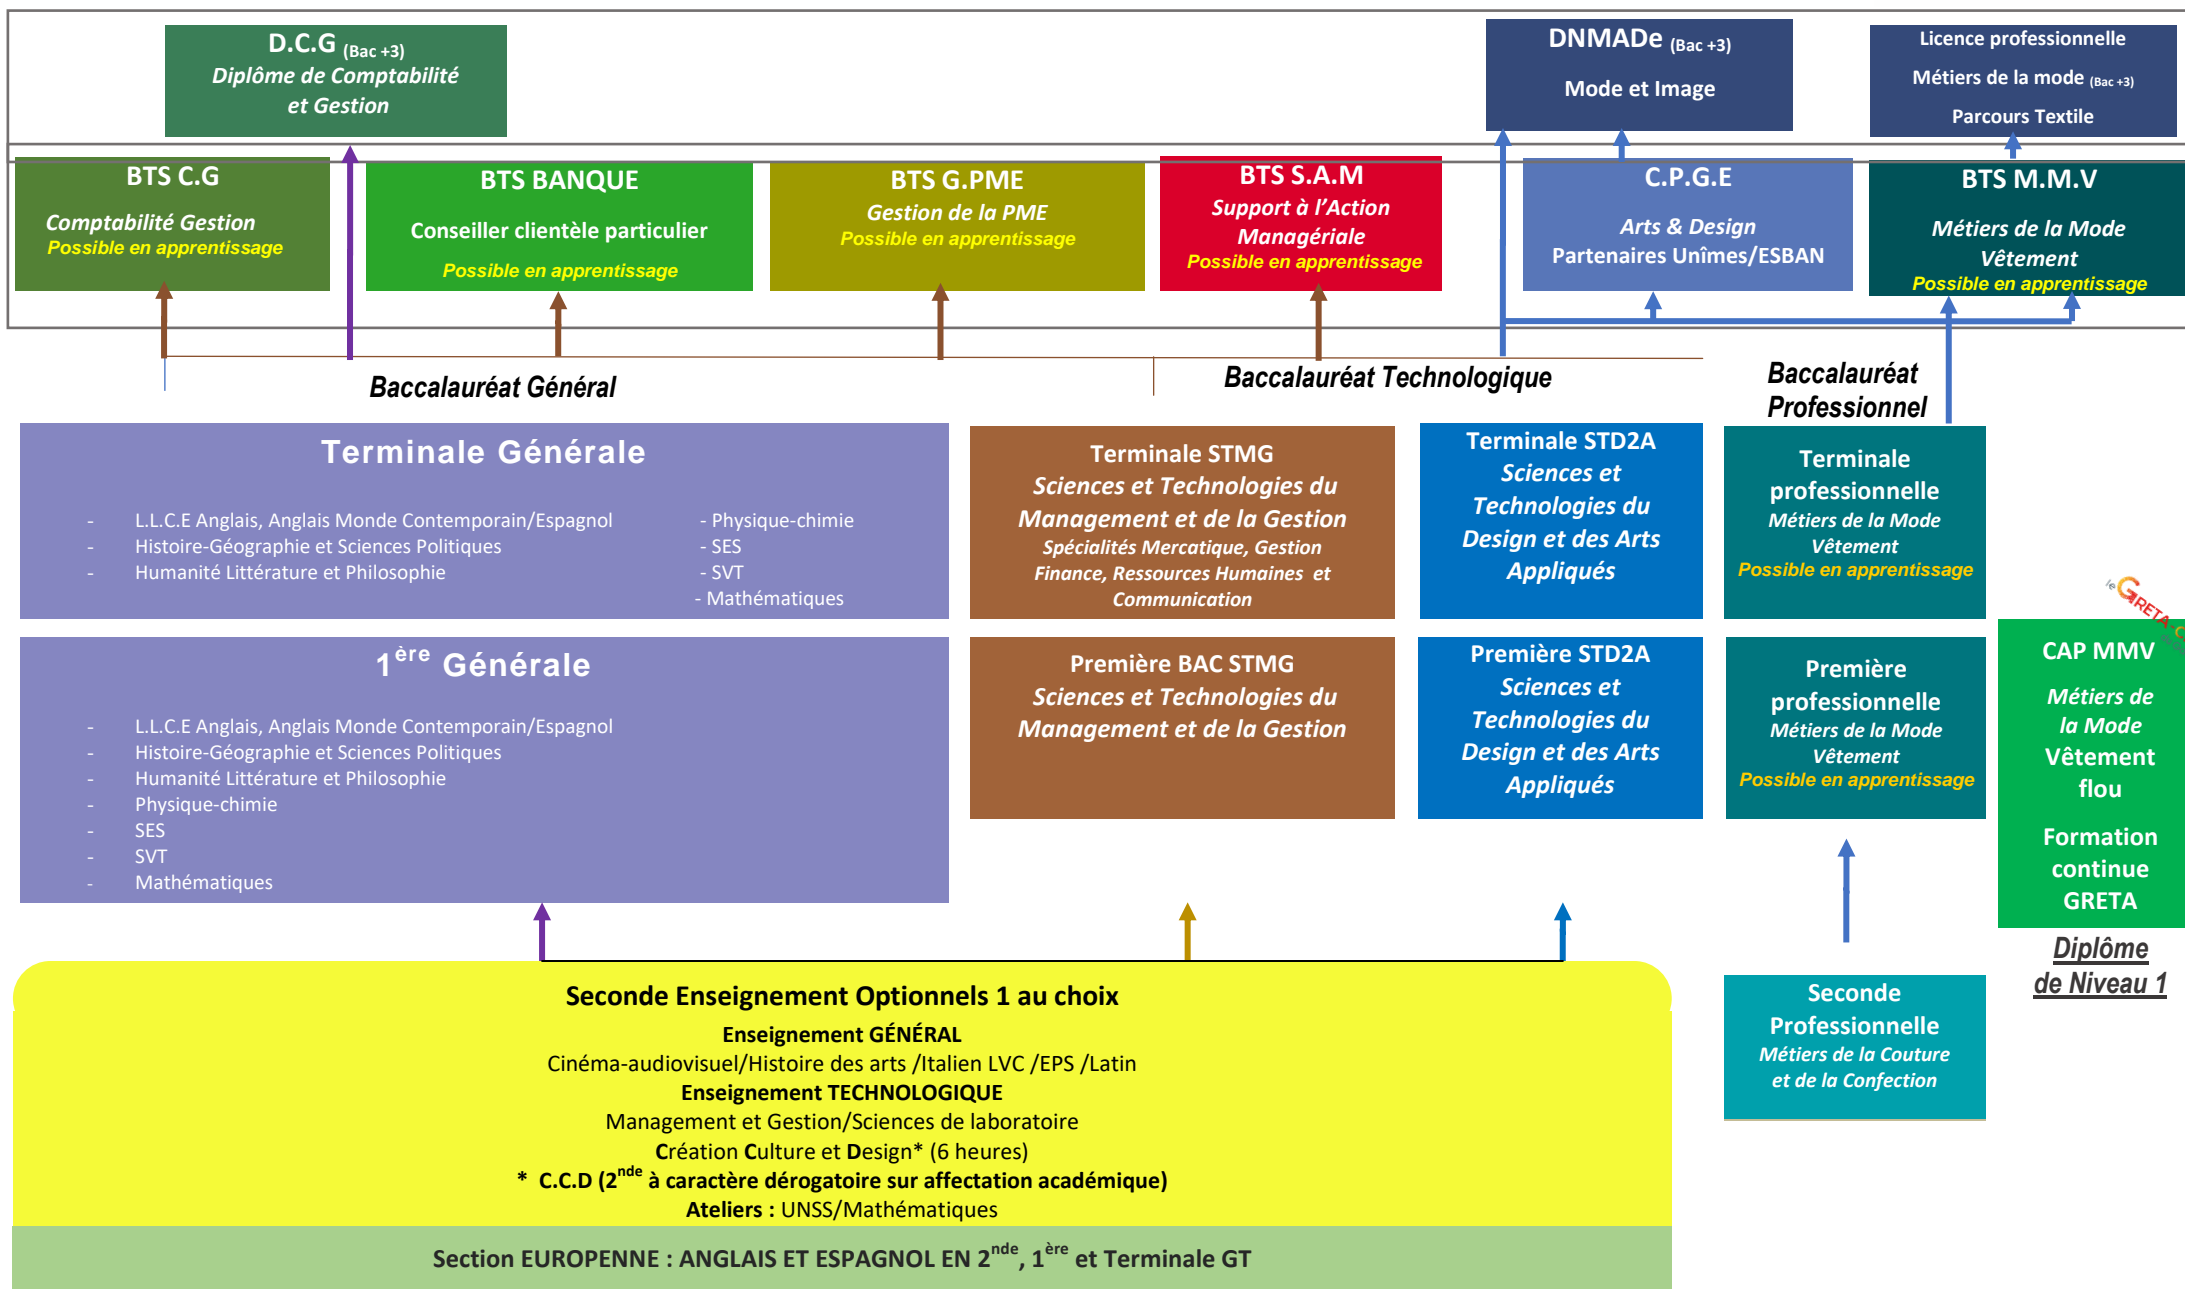 D.C.G (Bac +3)
Diplôme de Comptabilité
et Gestion
DNMADe (Bac +3)
Mode et Image
Licence professionnelle
Métiers de la mode (Bac +3)
Parcours Textile
BTS C.G
Comptabilité Gestion
Possible en apprentissage
BTS BANQUE
Conseiller clientèle particulier
Possible en apprentissage
BTS G.PME
Gestion de la PME
Possible en apprentissage
BTS S.A.M
Support à l'Action
Managériale
Possible en apprentissage
C.P.G.E
Arts & Design
Partenaires Unîmes/ESBAN
BTS M.M.V
Métiers de la Mode
Vêtement
Possible en apprentissage
Baccalauréat Général
Baccalauréat Technologique
Baccalauréat
Professionnel
Terminale Générale
- L.L.C.E Anglais, Anglais Monde Contemporain/Espagnol - Physique-chimie
- Histoire-Géographie et Sciences Politiques - SES
- Humanité Littérature et Philosophie - SVT
- Mathématiques
Terminale STMG
Sciences et Technologies du
Management et de la Gestion
Spécialités Mercatique, Gestion
Finance, Ressources Humaines et
Communication
Terminale STD2A
Sciences et
Technologies du
Design et des Arts
Appliqués
Terminale
professionnelle
Métiers de la Mode
Vêtement
Possible en apprentissage
1ère Générale
- L.L.C.E Anglais, Anglais Monde Contemporain/Espagnol
- Histoire-Géographie et Sciences Politiques
- Humanité Littérature et Philosophie
- Physique-chimie
- SES
- SVT
- Mathématiques
Première BAC STMG
Sciences et Technologies du
Management et de la Gestion
Première STD2A
Sciences et
Technologies du
Design et des Arts
Appliqués
Première
professionnelle
Métiers de la Mode
Vêtement
Possible en apprentissage
le GRETA-C
CAP MMV
Métiers de
la Mode
Vêtement
flou
Formation
continue
GRETA
Diplôme
de Niveau 1
Seconde Enseignement Optionnels 1 au choix
Enseignement GÉNÉRAL
Cinéma-audiovisuel/Histoire des arts /Italien LVC /EPS /Latin
Enseignement TECHNOLOGIQUE
Management et Gestion/Sciences de laboratoire
Création Culture et Design* (6 heures)
* C.C.D (2nde à caractère dérogatoire sur affectation académique)
Ateliers : UNSS/Mathématiques
Section EUROPENNE : ANGLAIS ET ESPAGNOL EN 2nde, 1ère et Terminale GT
Seconde
Professionnelle
Métiers de la Couture
et de la Confection